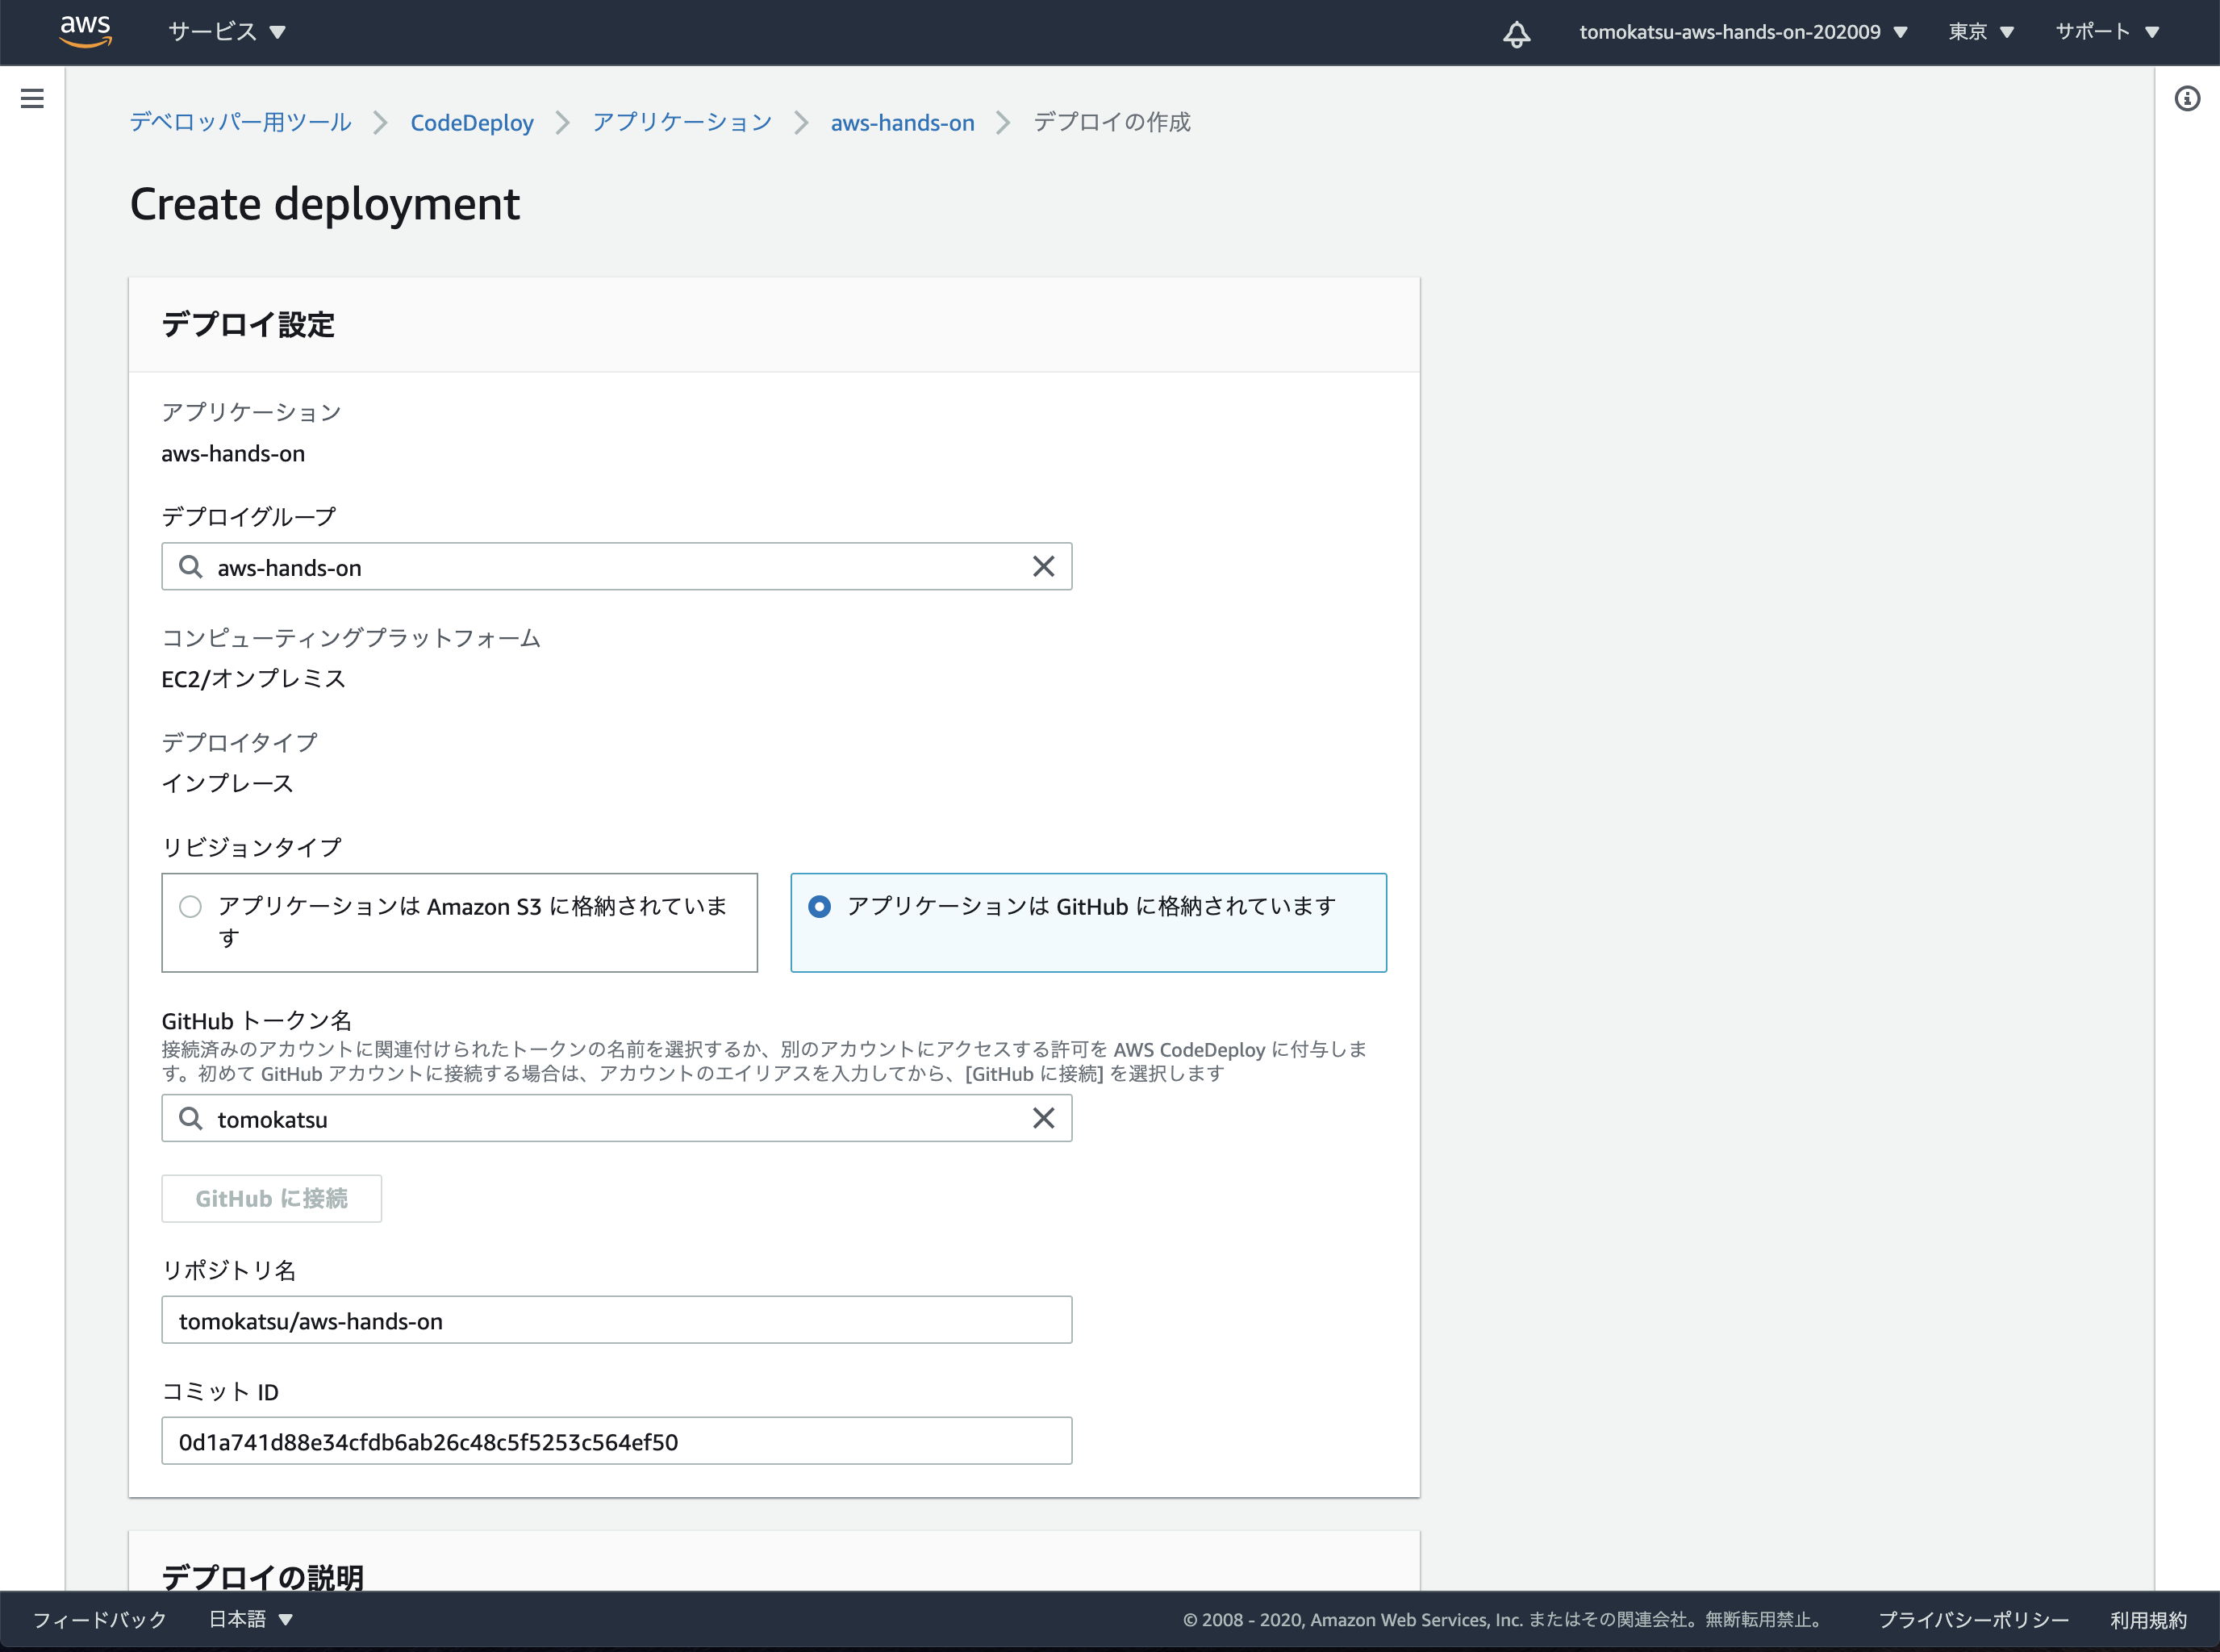 aws サービス tomokatsu-aws-hands-on-202009 東京 サポート
デベロッパー用ツール CodeDeploy アプリケーション aws-hands-on デプロイの作成
Create deployment
デプロイ設定
アプリケーション
aws-hands-on
デプロイグループ
aws-hands-on
コンピューティングプラットフォーム
EC2/オンプレミス
デプロイタイプ
インプレース
リビジョンタイプ
アプリケーションは Amazon S3 に格納されていま
す
アプリケーションは GitHub に格納されています
GitHub トークン名
接続済みのアカウントに関連付けられたトークンの名前を選択するか、別のアカウントにアクセスする許可を AWS CodeDeploy に付与しま
す。初めて GitHub アカウントに接続する場合は、アカウントのエイリアスを入力してから、[GitHub に接続] を選択します
tomokatsu
GitHub に接続
リポジトリ名
tomokatsu/aws-hands-on
コミット ID
0d1a741d88e34cfdb6ab26c48c5f5253c564ef50
デプロイの説明
フィードバック 日本語 © 2008 - 2020, Amazon Web Services, Inc. またはその関連会社。無断転用禁止。 プライバシーポリシー 利用規約